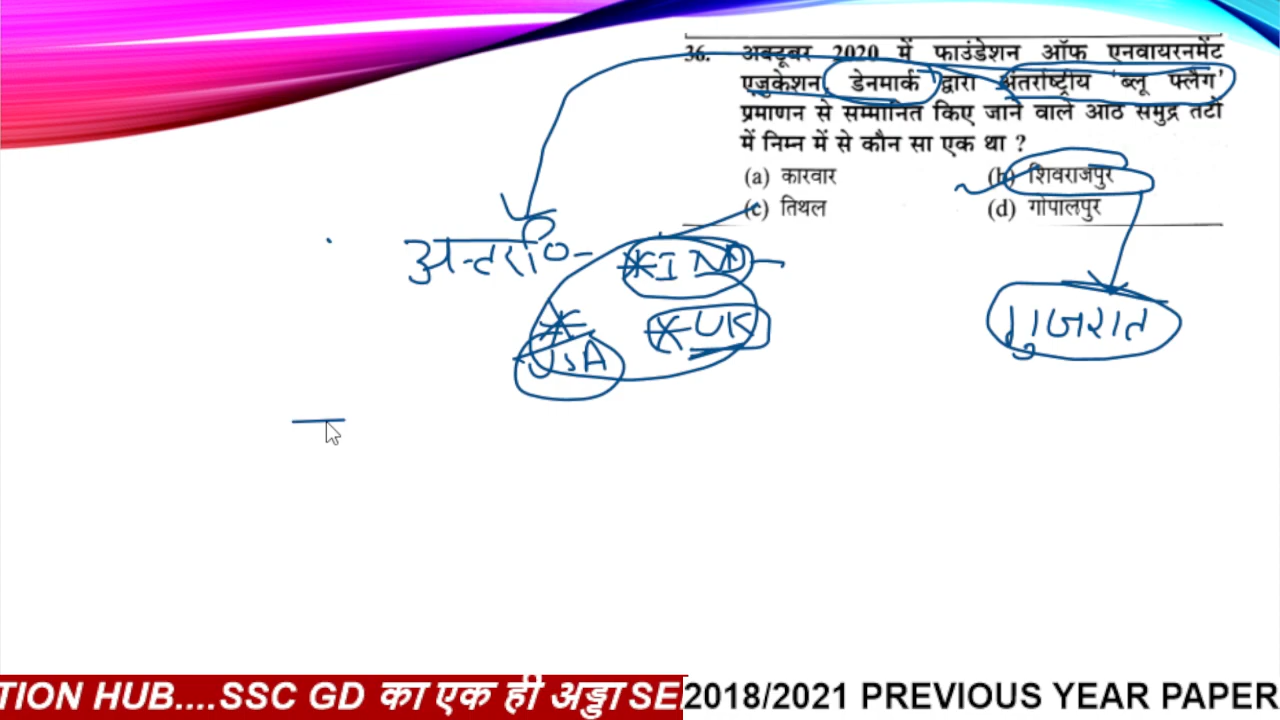 36. अक्टूबर 2020 में फाउंडेशन ऑफ एनवायरनमेंट
एजुकेशन, डेनमार्क द्वारा अंतर्राष्ट्रीय 'ब्लू फ्लैग'
प्रमाणन से सम्मानित किए जाने वाले आठ समुद्र तटों
में निम्न में से कौन सा एक था ?
(a) कारवार (b) शिवराजपुर
(c) तिथल (d) गोपालपुर
*IND
*UK
*USA
गुजरात
TION HUB....SSC GD का एक ही अड्डा SE 2018/2021 PREVIOUS YEAR PAPER